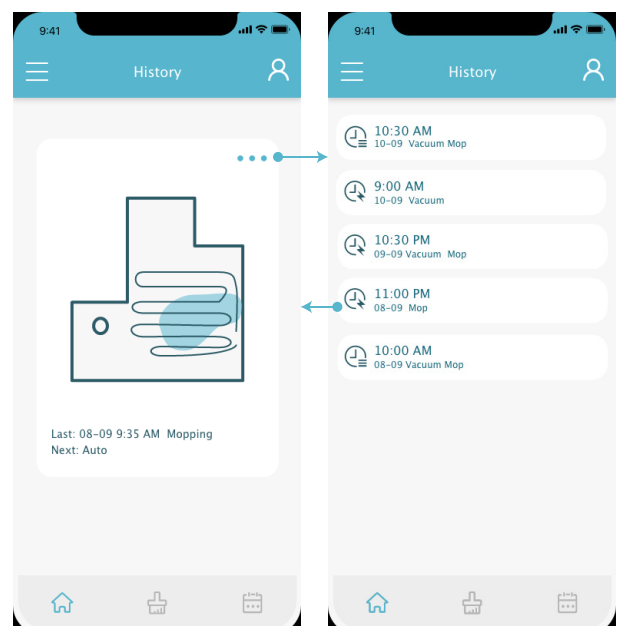 9:41
History
Last: 08-09 9:35 AM Mopping
Next: Auto
9:41
History
10:30 AM
10-09 Vacuum Mop
9:00 AM
10-09 Vacuum
10:30 PM
09-09 Vacuum Mop
11:00 PM
08-09 Mop
10:00 AM
08-09 Vacuum Mop